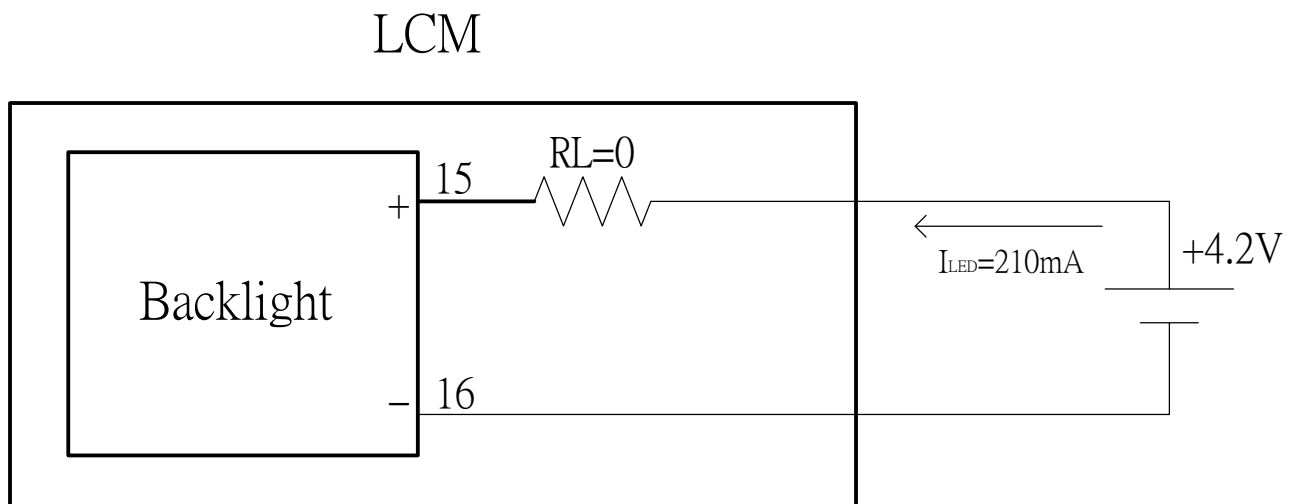 LCM
RL=0
15
+
+4.2V
ILED=210mA
Backlight
16
−